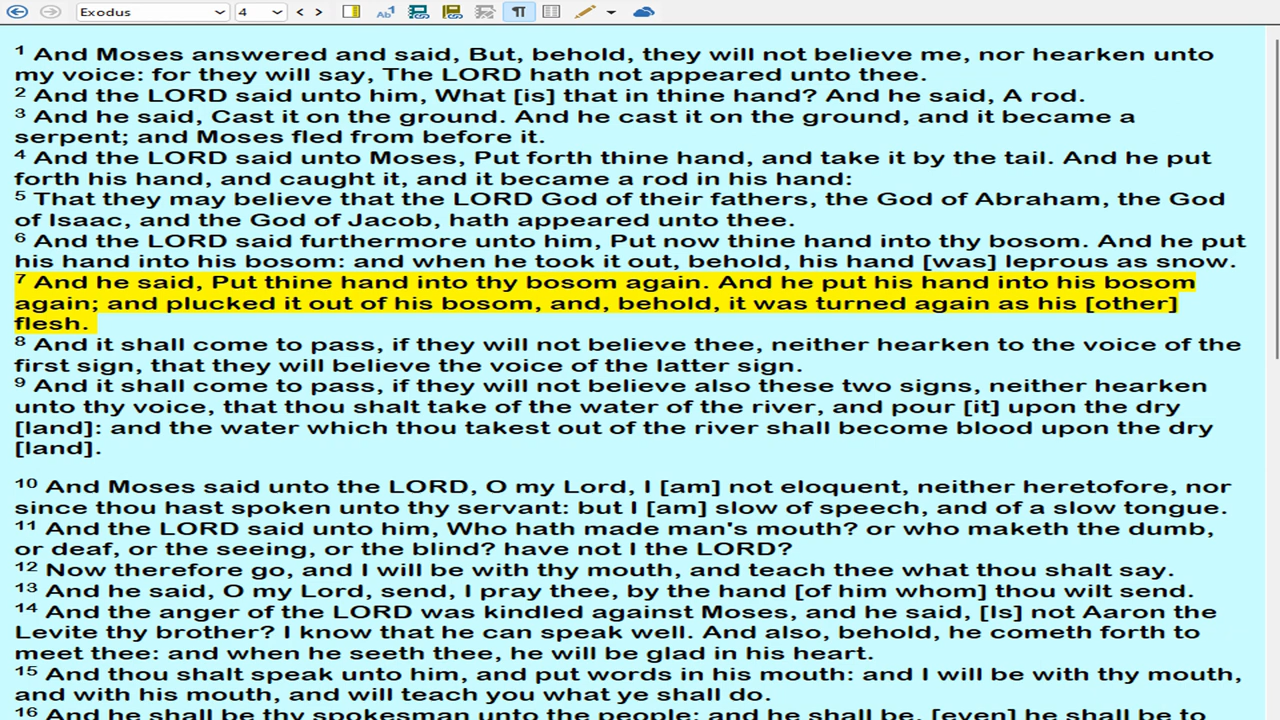 Exodus 4 < > Ab1 ¶
1 And Moses answered and said, But, behold, they will not believe me, nor hearken unto
my voice: for they will say, The LORD hath not appeared unto thee.
2 And the LORD said unto him, What [is] that in thine hand? And he said, A rod.
3 And he said, Cast it on the ground. And he cast it on the ground, and it became a
serpent; and Moses fled from before it.
4 And the LORD said unto Moses, Put forth thine hand, and take it by the tail. And he put
forth his hand, and caught it, and it became a rod in his hand:
5 That they may believe that the LORD God of their fathers, the God of Abraham, the God
of Isaac, and the God of Jacob, hath appeared unto thee.
6 And the LORD said furthermore unto him, Put now thine hand into thy bosom. And he put
his hand into his bosom: and when he took it out, behold, his hand [was] leprous as snow.
7 And he said, Put thine hand into thy bosom again. And he put his hand into his bosom
again; and plucked it out of his bosom, and, behold, it was turned again as his [other]
flesh.
8 And it shall come to pass, if they will not believe thee, neither hearken to the voice of the
first sign, that they will believe the voice of the latter sign.
9 And it shall come to pass, if they will not believe also these two signs, neither hearken
unto thy voice, that thou shalt take of the water of the river, and pour [it] upon the dry
[land]: and the water which thou takest out of the river shall become blood upon the dry
[land].
10 And Moses said unto the LORD, O my Lord, I [am] not eloquent, neither heretofore, nor
since thou hast spoken unto thy servant: but I [am] slow of speech, and of a slow tongue.
11 And the LORD said unto him, Who hath made man's mouth? or who maketh the dumb,
or deaf, or the seeing, or the blind? have not I the LORD?
12 Now therefore go, and I will be with thy mouth, and teach thee what thou shalt say.
13 And he said, O my Lord, send, I pray thee, by the hand [of him whom] thou wilt send.
14 And the anger of the LORD was kindled against Moses, and he said, [Is] not Aaron the
Levite thy brother? I know that he can speak well. And also, behold, he cometh forth to
meet thee: and when he seeth thee, he will be glad in his heart.
15 And thou shalt speak unto him, and put words in his mouth: and I will be with thy mouth,
and with his mouth, and will teach you what ye shall do.
16 And he shall be thy spokesman unto the people: and he shall be, [even] he shall be to